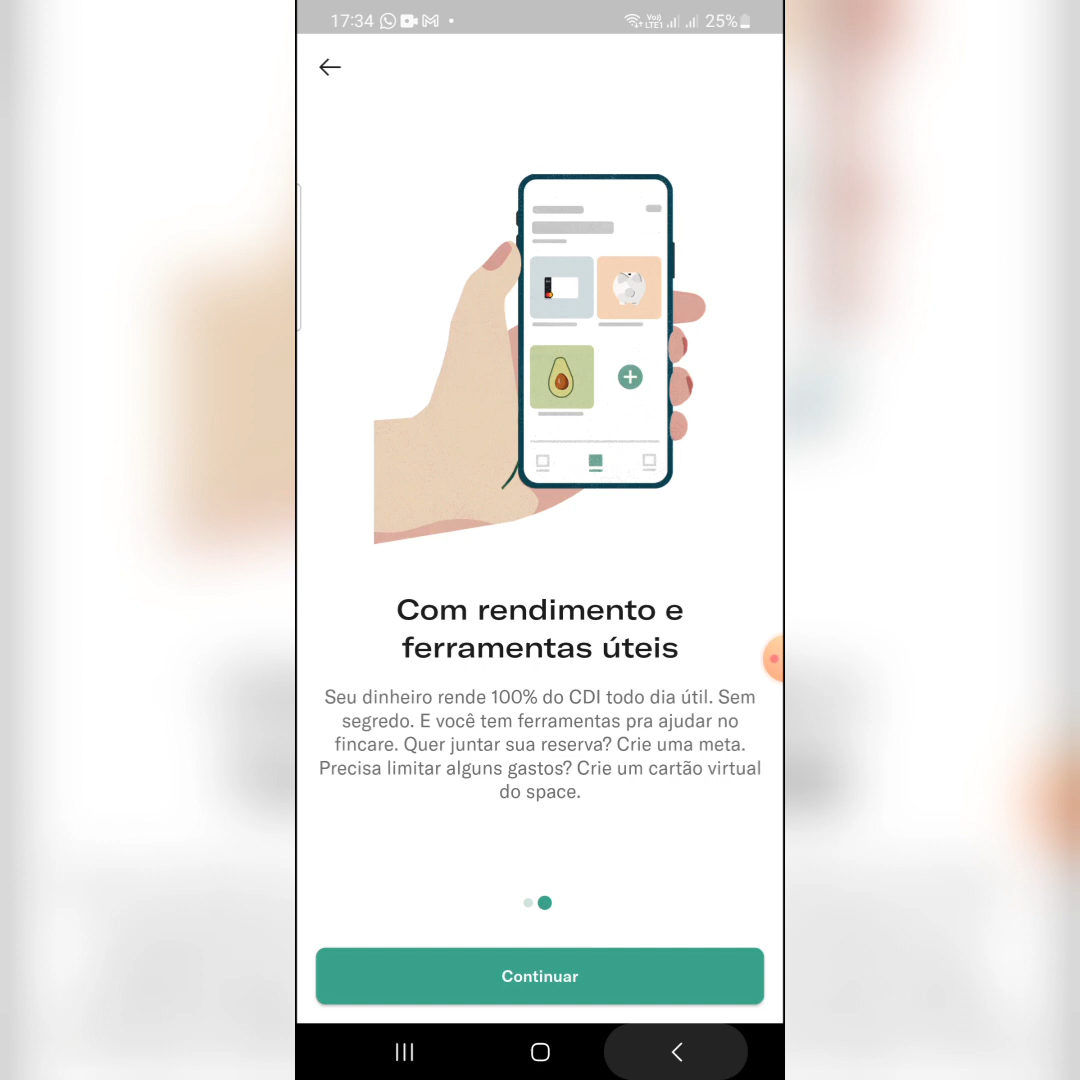 17:34
Vo)) LTE1 25%
Com rendimento e
ferramentas úteis
Seu dinheiro rende 100% do CDI todo dia útil. Sem
segredo. E você tem ferramentas pra ajudar no
fincare. Quer juntar sua reserva? Crie uma meta.
Precisa limitar alguns gastos? Crie um cartão virtual
do space.
Continuar